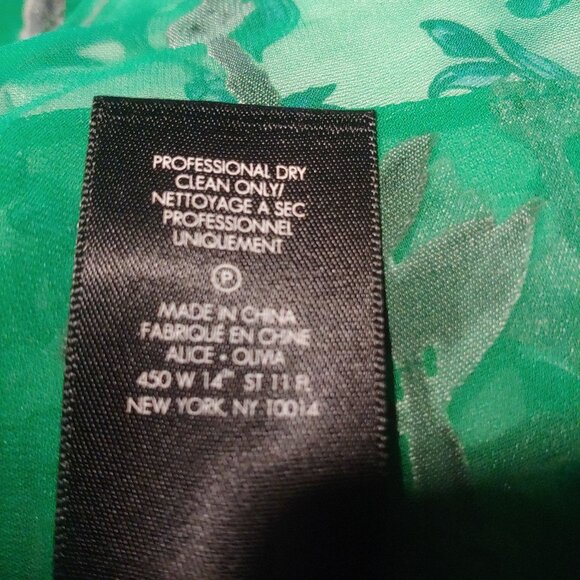 PROFESSIONAL DRY
CLEAN ONLY/
NETTOYAGE A SEC
PROFESSIONNEL
UNIQUEMENT
P
MADE IN CHINA
FABRIQUÉ EN CHINE
ALICE + OLIVIA
450 W 14TH ST 11 FL
NEW YORK, NY 10014